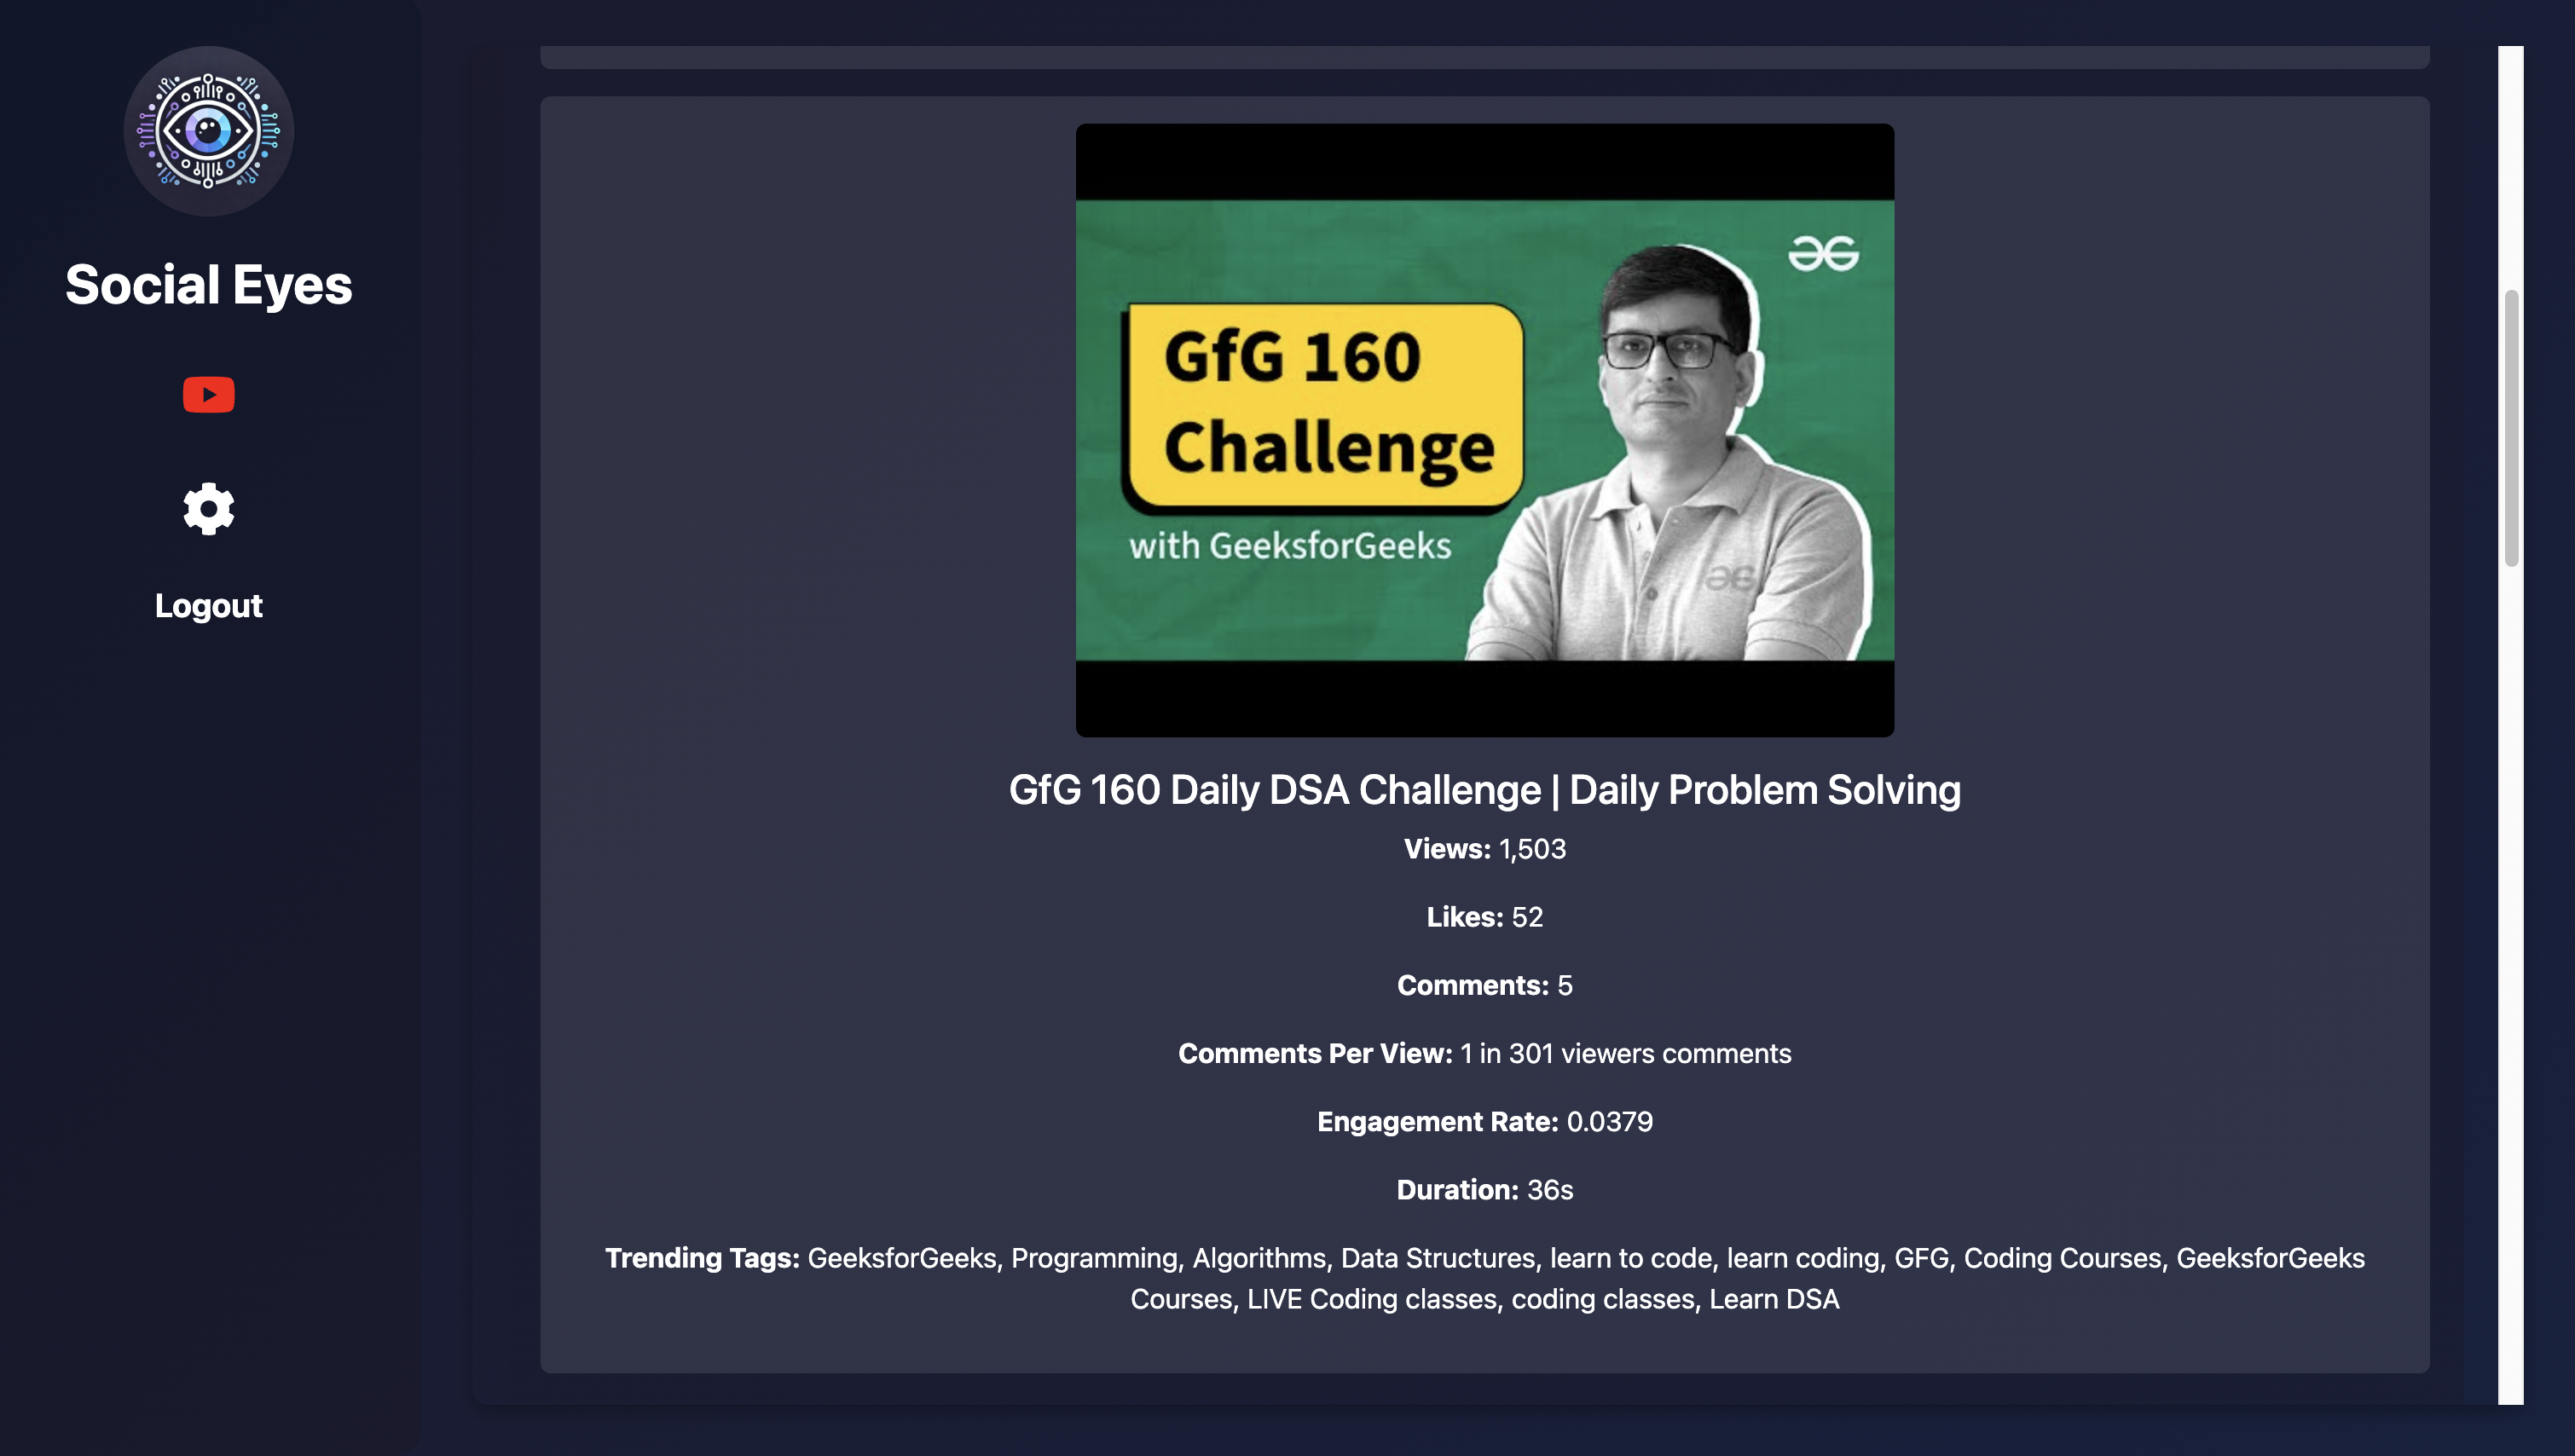 Social Eyes
Logout
GfG 160
Challenge
with GeeksforGeeks
GfG 160 Daily DSA Challenge | Daily Problem Solving
Views: 1,503
Likes: 52
Comments: 5
Comments Per View: 1 in 301 viewers comments
Engagement Rate: 0.0379
Duration: 36s
Trending Tags: GeeksforGeeks, Programming, Algorithms, Data Structures, learn to code, learn coding, GFG, Coding Courses, GeeksforGeeks
Courses, LIVE Coding classes, coding classes, Learn DSA